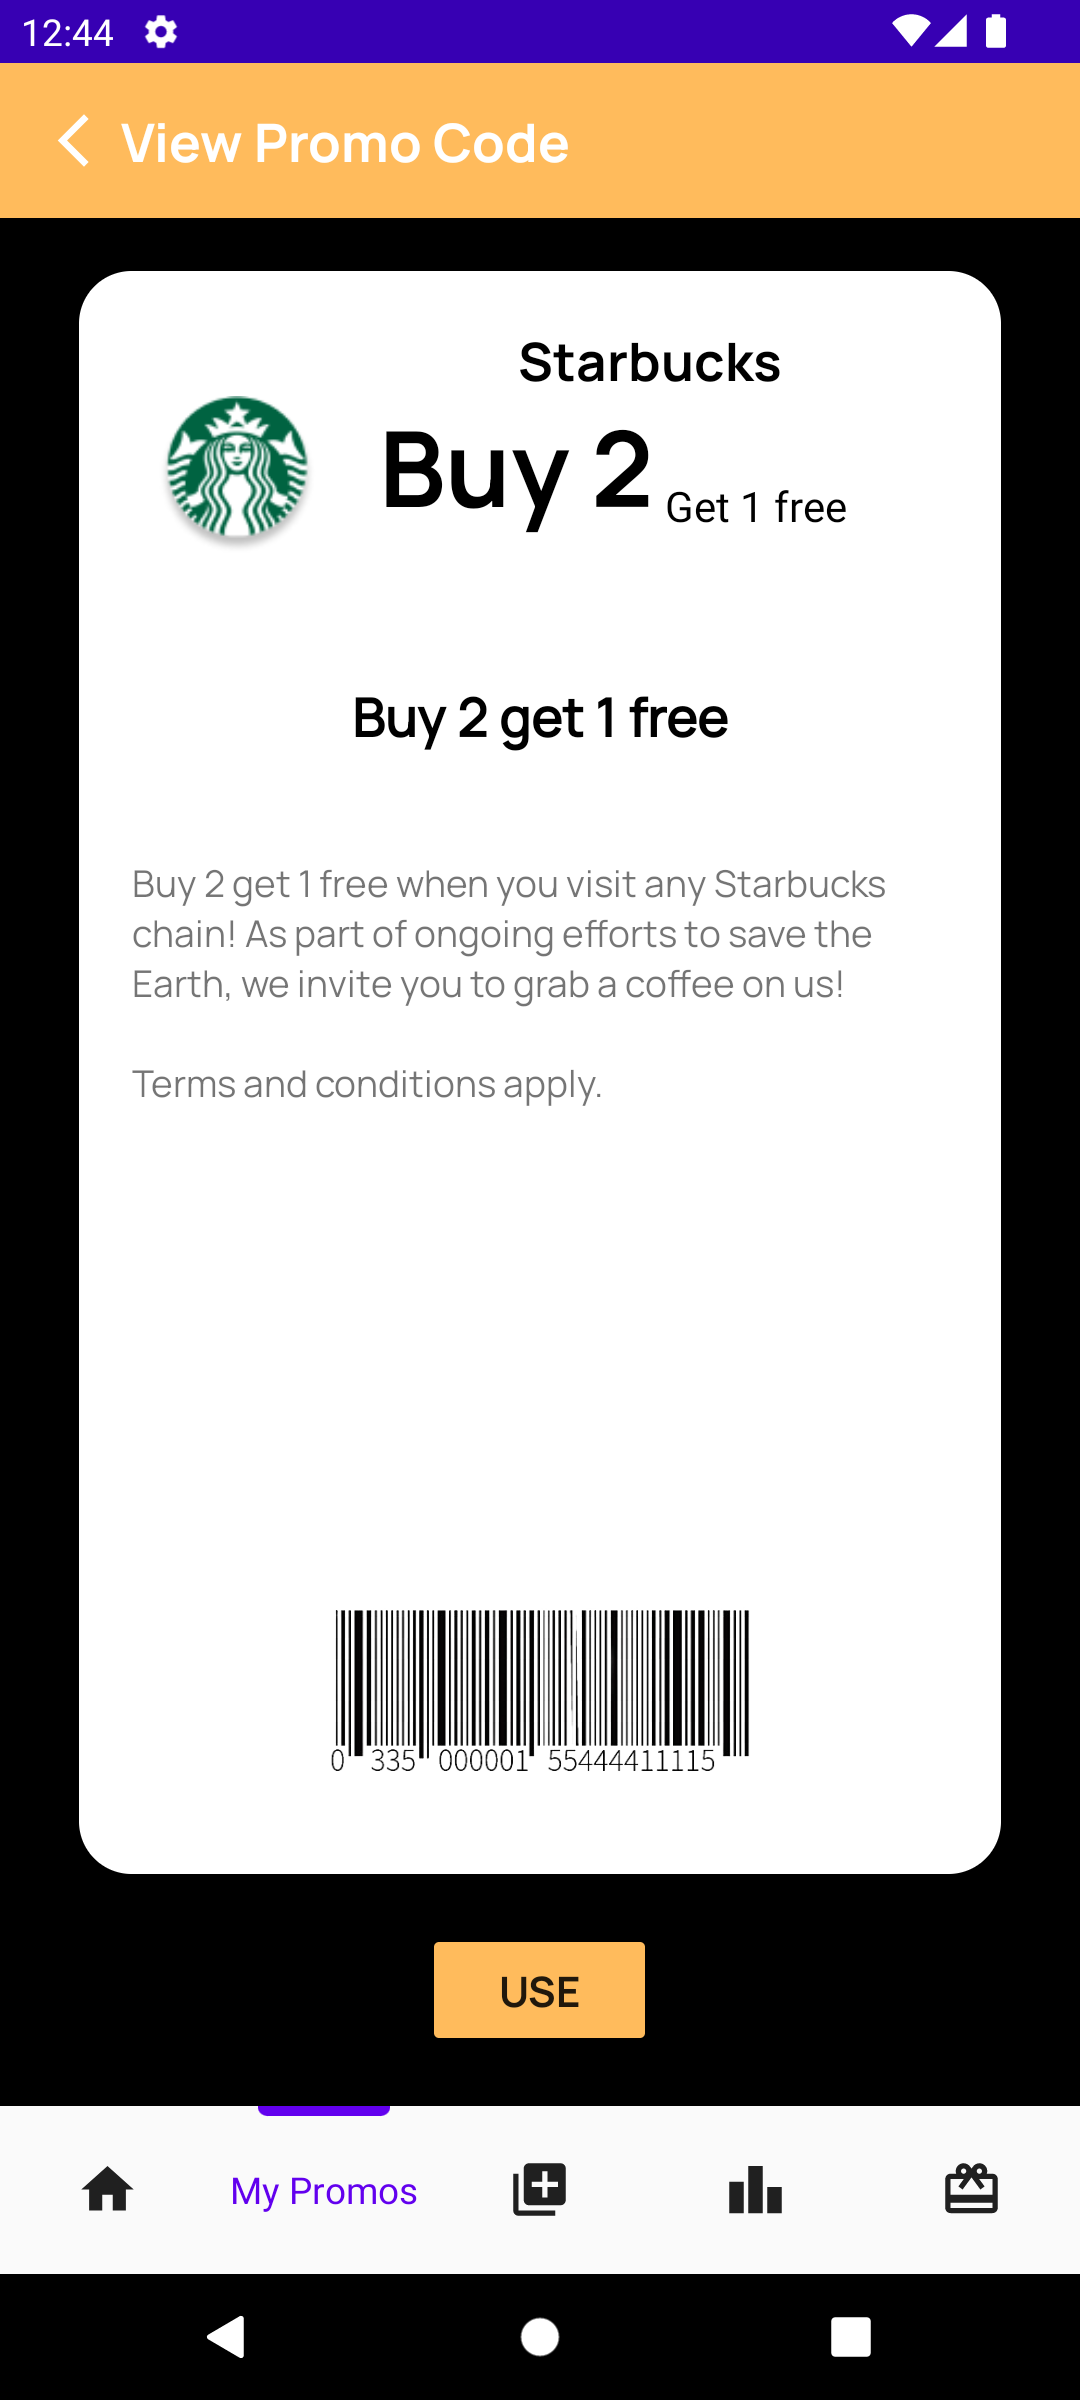 12:44
View Promo Code
Starbucks
Buy 2 Get 1 free
Buy 2 get 1 free
Buy 2 get 1 free when you visit any Starbucks
chain! As part of ongoing efforts to save the
Earth, we invite you to grab a coffee on us!
Terms and conditions apply.
0 335 000001 55444411115
USE
My Promos